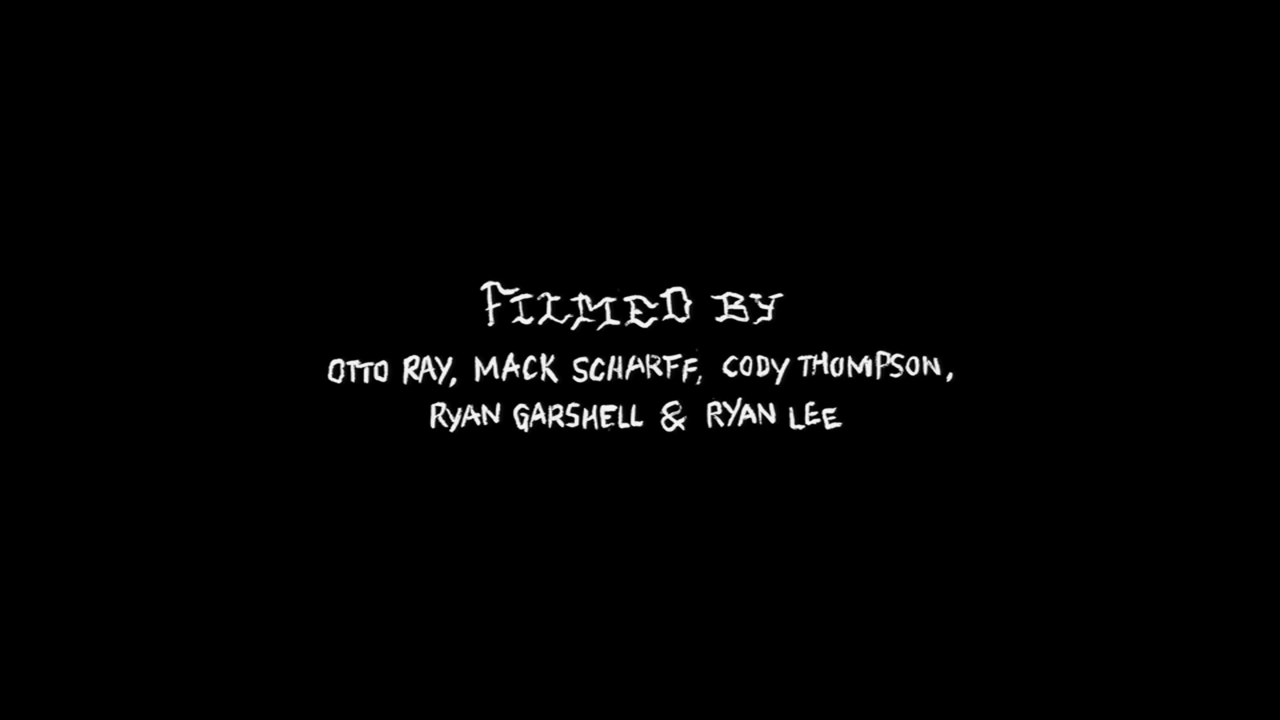 FILMED BY
OTTO RAY, MACK SCHARFF, CODY THOMPSON,
RYAN GARSHELL & RYAN LEE